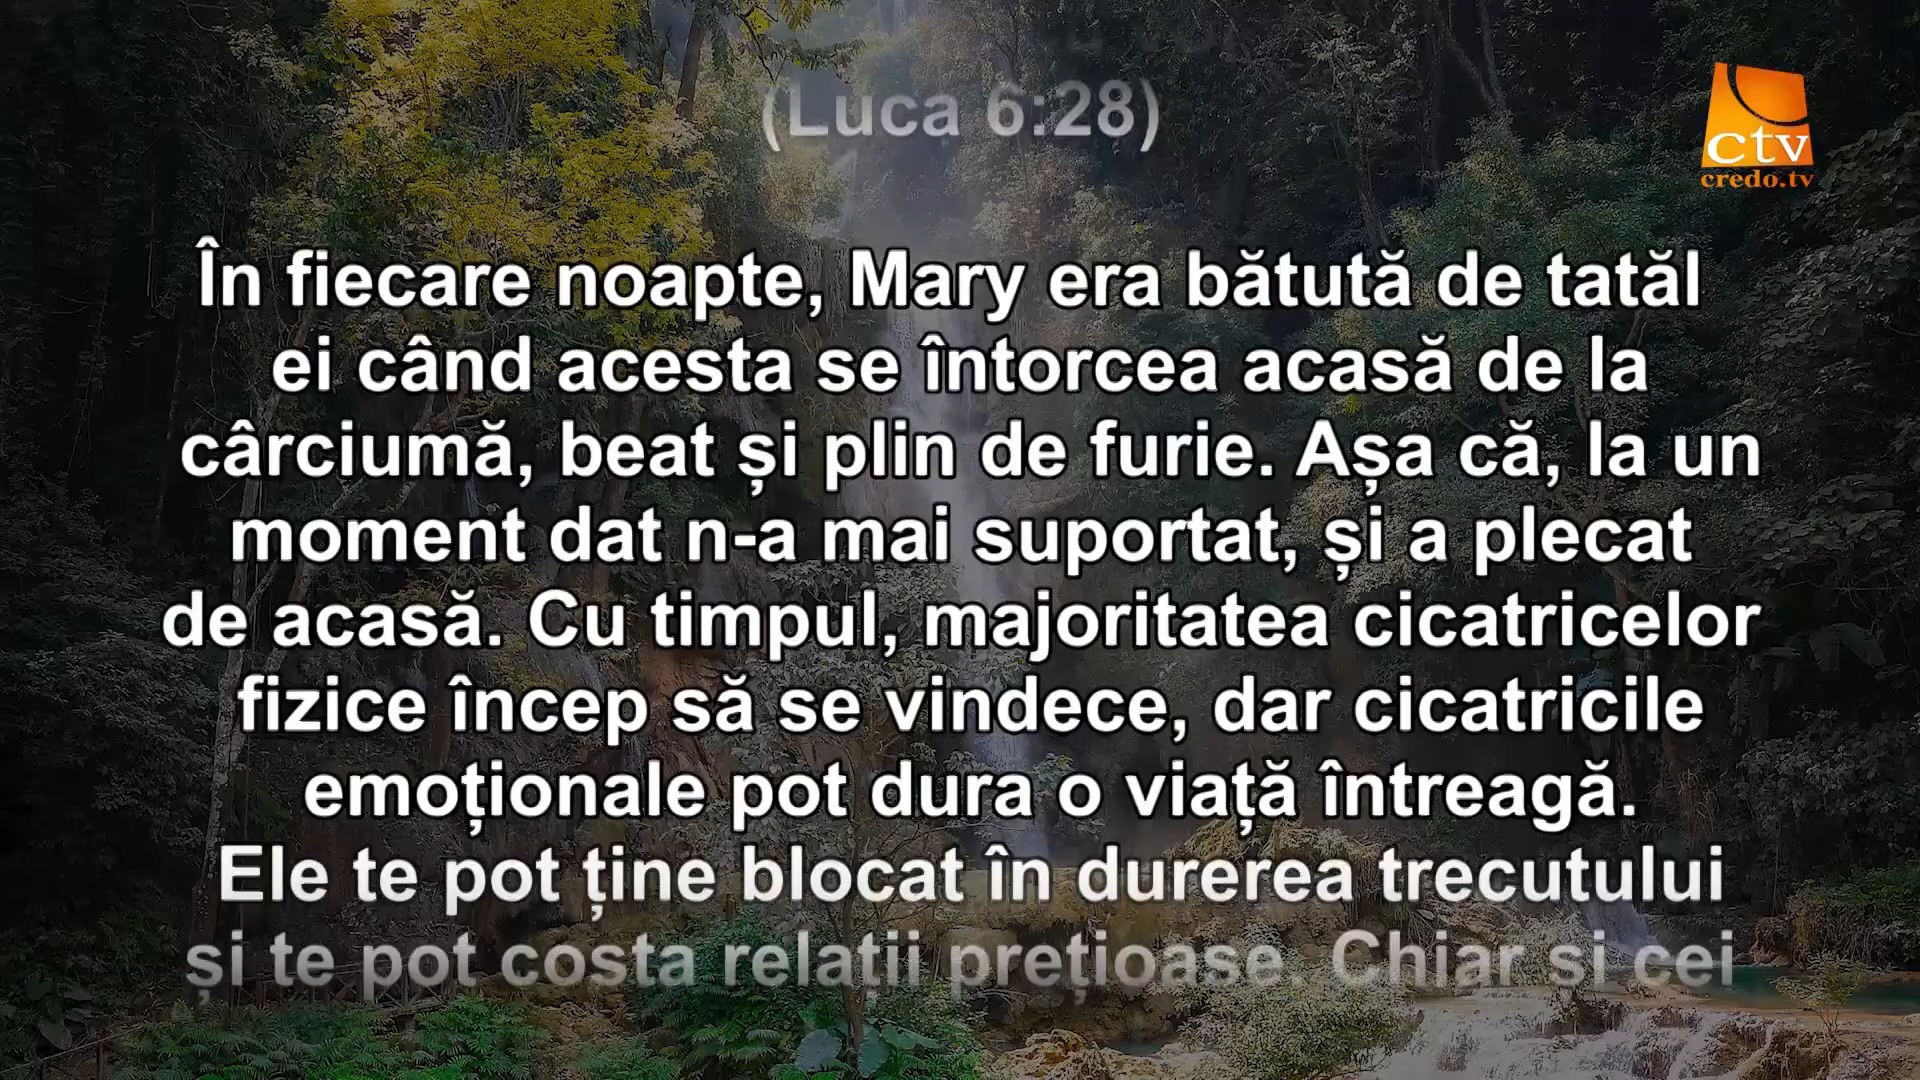 (Luca 6:28)
ctv
credo.tv
În fiecare noapte, Mary era bătută de tatăl
ei când acesta se întorcea acasă de la
cârciumă, beat și plin de furie. Așa că, la un
moment dat n-a mai suportat, și a plecat
de acasă. Cu timpul, majoritatea cicatricelor
fizice încep să se vindece, dar cicatricile
emoționale pot dura o viață întreagă.
Ele te pot ține blocat în durerea trecutului
și te pot costa relații prețioase. Chiar și cei